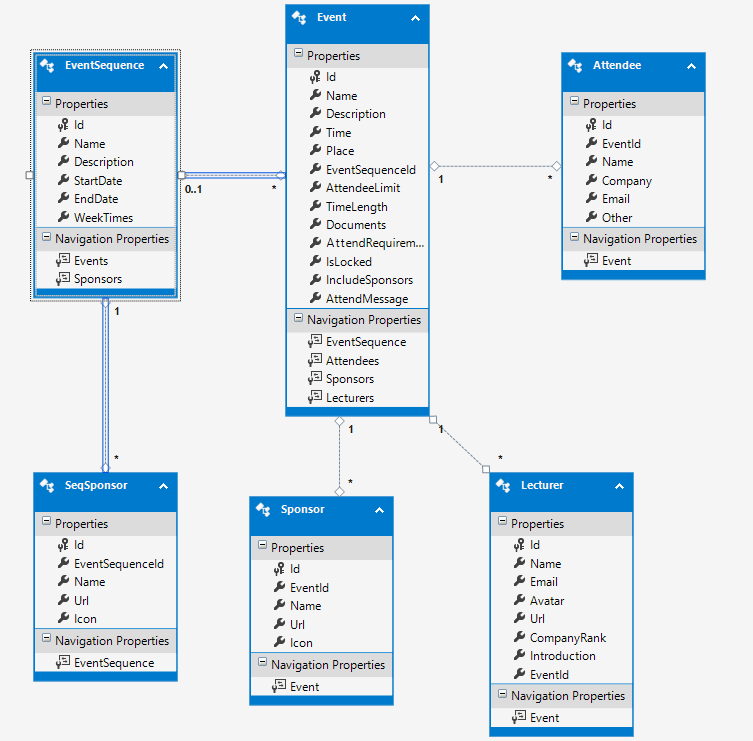 EventSequence
Properties
Id
Name
Description
StartDate
EndDate
WeekTimes
Navigation Properties
Events
Sponsors
Event
Properties
Id
Name
Description
Time
Place
EventSequenceId
AttendeeLimit
TimeLength
Documents
AttendRequirem...
IsLocked
IncludeSponsors
AttendMessage
Navigation Properties
EventSequence
Attendees
Sponsors
Lecturers
Attendee
Properties
Id
EventId
Name
Company
Email
Other
Navigation Properties
Event
0..1
*
1
*
1
*
1
*
1
*
SeqSponsor
Properties
Id
EventSequenceId
Name
Url
Icon
Navigation Properties
EventSequence
Sponsor
Properties
Id
EventId
Name
Url
Icon
Navigation Properties
Event
Lecturer
Properties
Id
Name
Email
Avatar
Url
CompanyRank
Introduction
EventId
Navigation Properties
Event